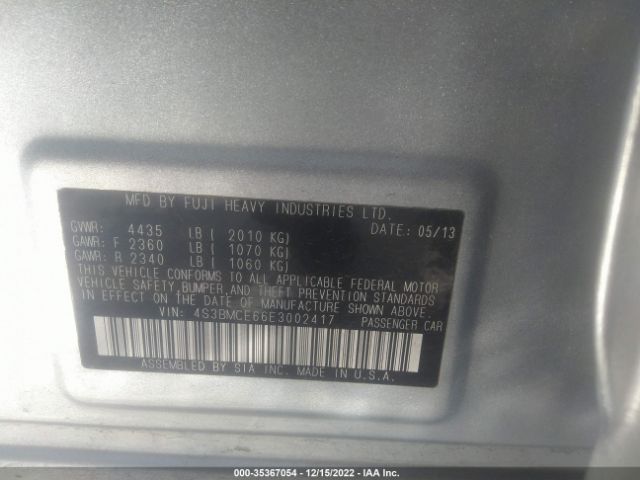 MFD BY FUJI HEAVY INDUSTRIES LTD.
GVWR: 4435 LB ( 2010 KG) DATE: 05/13
GAWR: F 2360 LB ( 1070 KG)
GAWR: R 2340 LB ( 1060 KG)
THIS VEHICLE CONFORMS TO ALL APPLICABLE FEDERAL MOTOR
VEHICLE SAFETY, BUMPER, AND THEFT PREVENTION STANDARDS
IN EFFECT ON THE DATE OF MANUFACTURE SHOWN ABOVE.
VIN: 4S3BMCE66E3002417 PASSENGER CAR
ASSEMBLED BY SIA INC. MADE IN U.S.A.
000-35367054 - 12/15/2022 - IAA Inc.